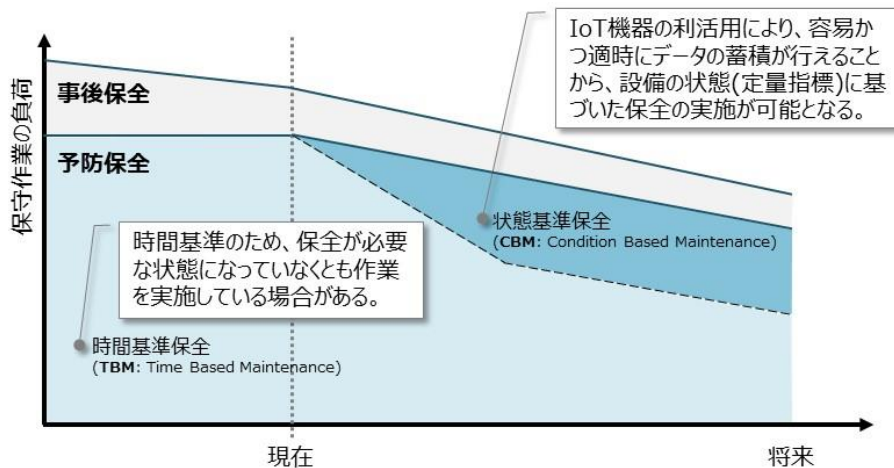 IoT機器の利活用により、容易か
つ適時にデータの蓄積が行えること
から、設備の状態(定量指標)に基
づいた保全の実施が可能となる。
保守作業の負荷
事後保全
予防保全
状態基準保全
(CBM: Condition Based Maintenance)
時間基準のため、保全が必要
な状態になっていなくとも作業
を実施している場合がある。
時間基準保全
(TBM: Time Based Maintenance)
現在
将来